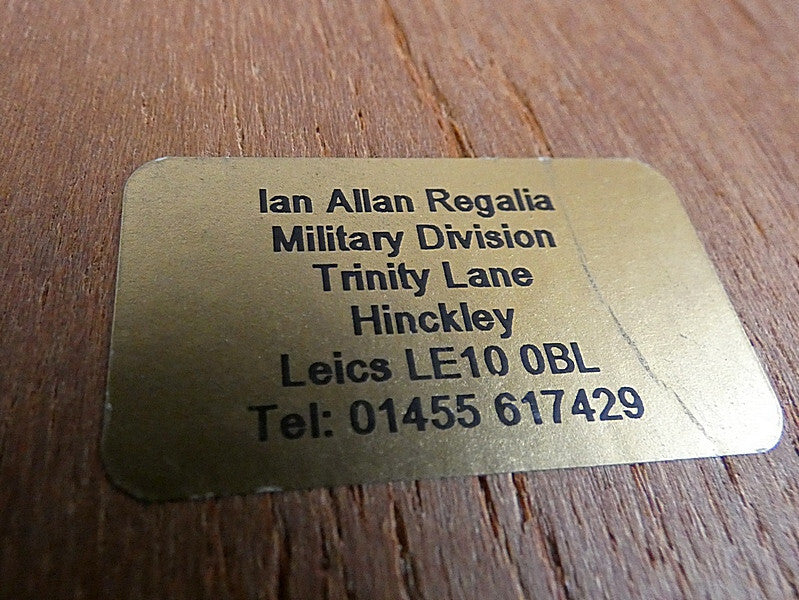 Ian Allan Regalia
Military Division
Trinity Lane
Hinckley
Leics LE10 0BL
Tel: 01455 617429